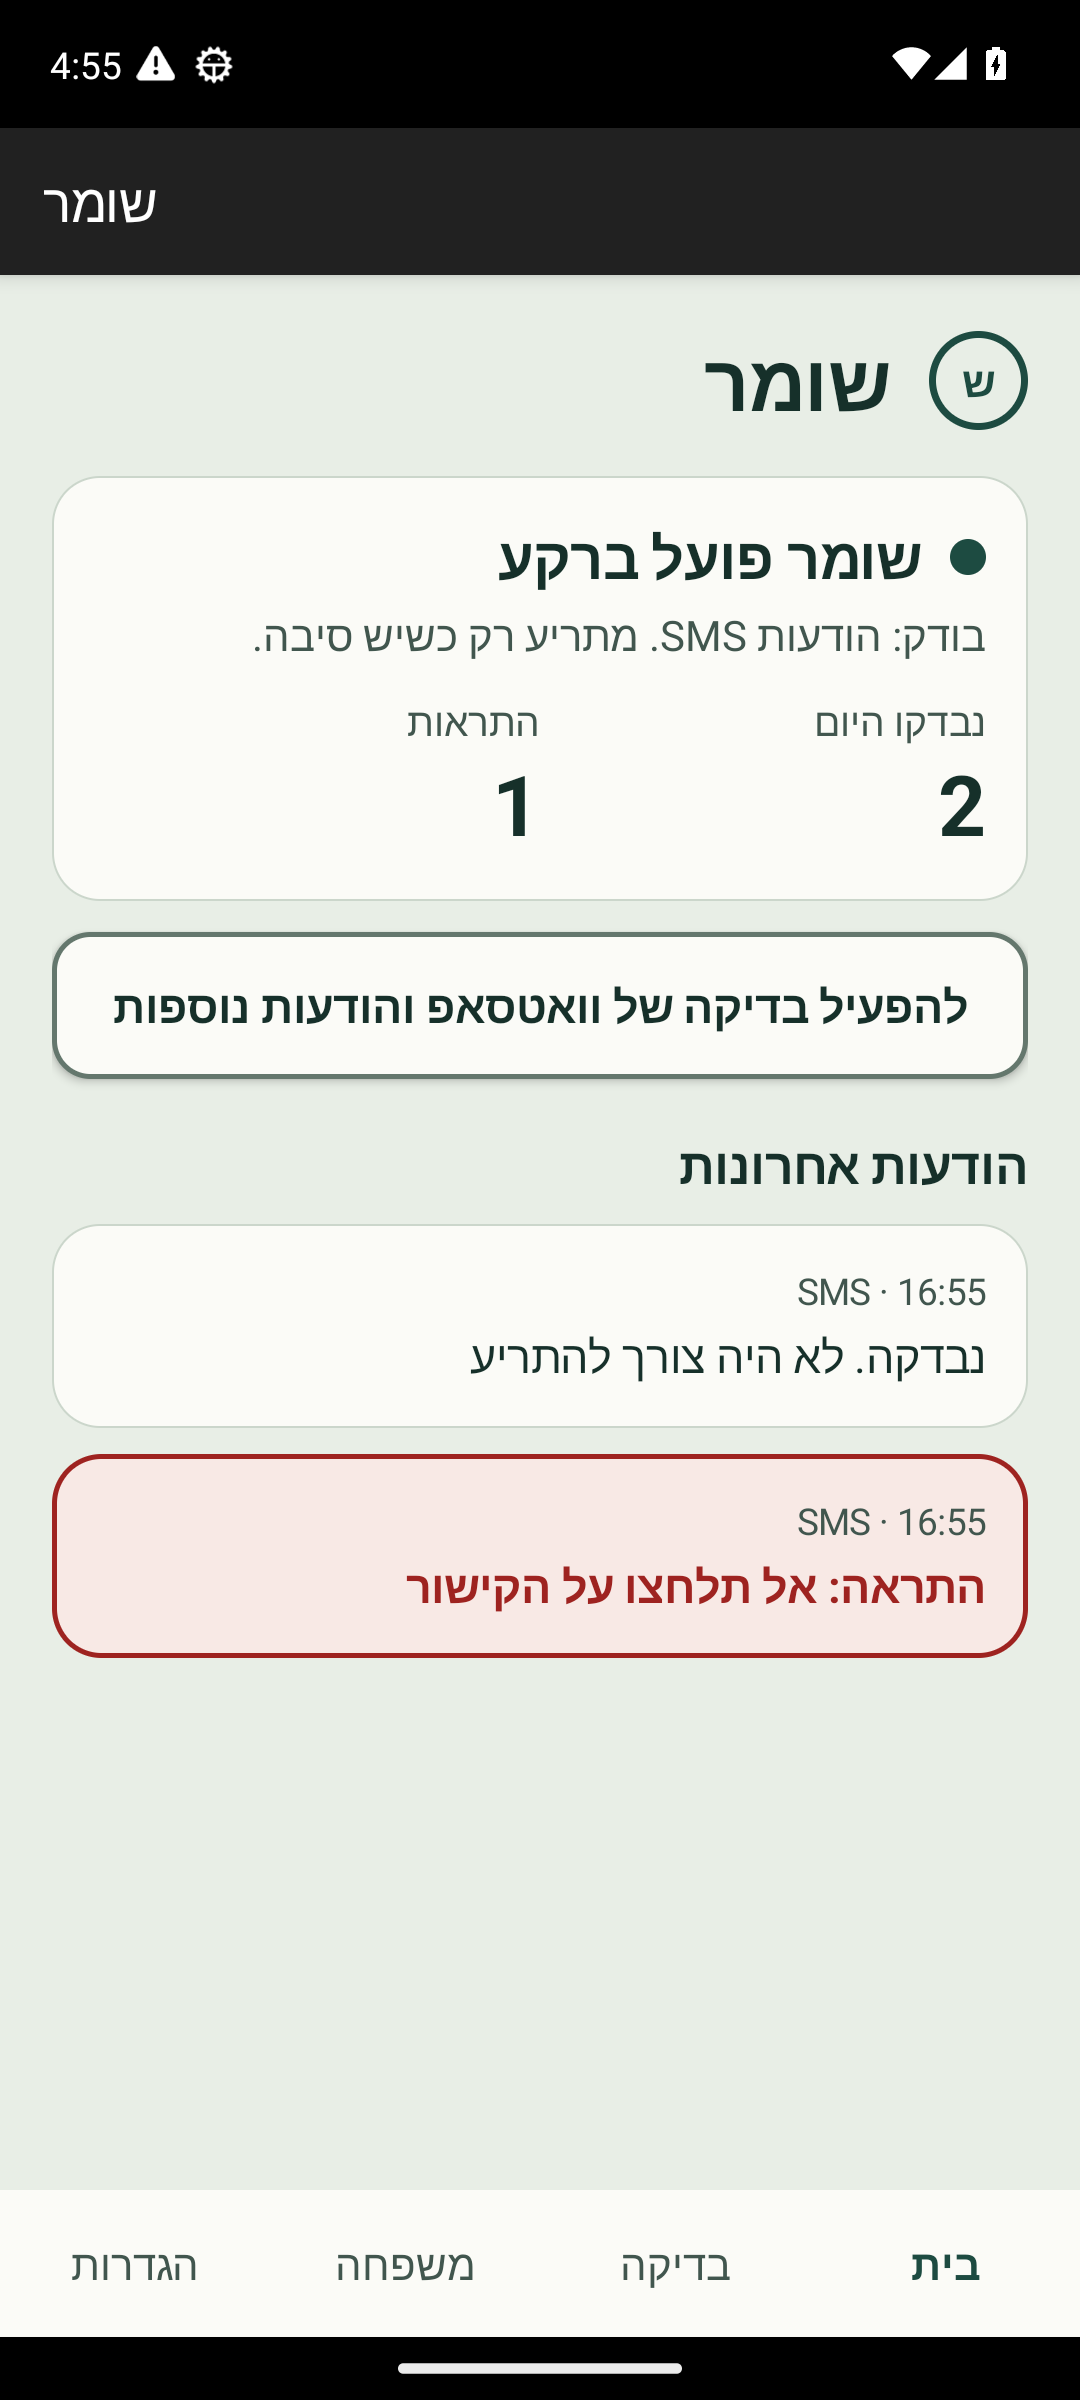 4:55
שומר
ש
שומר
שומר פועל ברקע
בודק: הודעות SMS. מתריע רק כשיש סיבה.
נבדקו היום
התראות
2
1
להפעיל בדיקה של וואטסאפ והודעות נוספות
הודעות אחרונות
SMS · 16:55
נבדקה. לא היה צורך להתריע
SMS · 16:55
התראה: אל תלחצו על הקישור
בית
בדיקה
משפחה
הגדרות